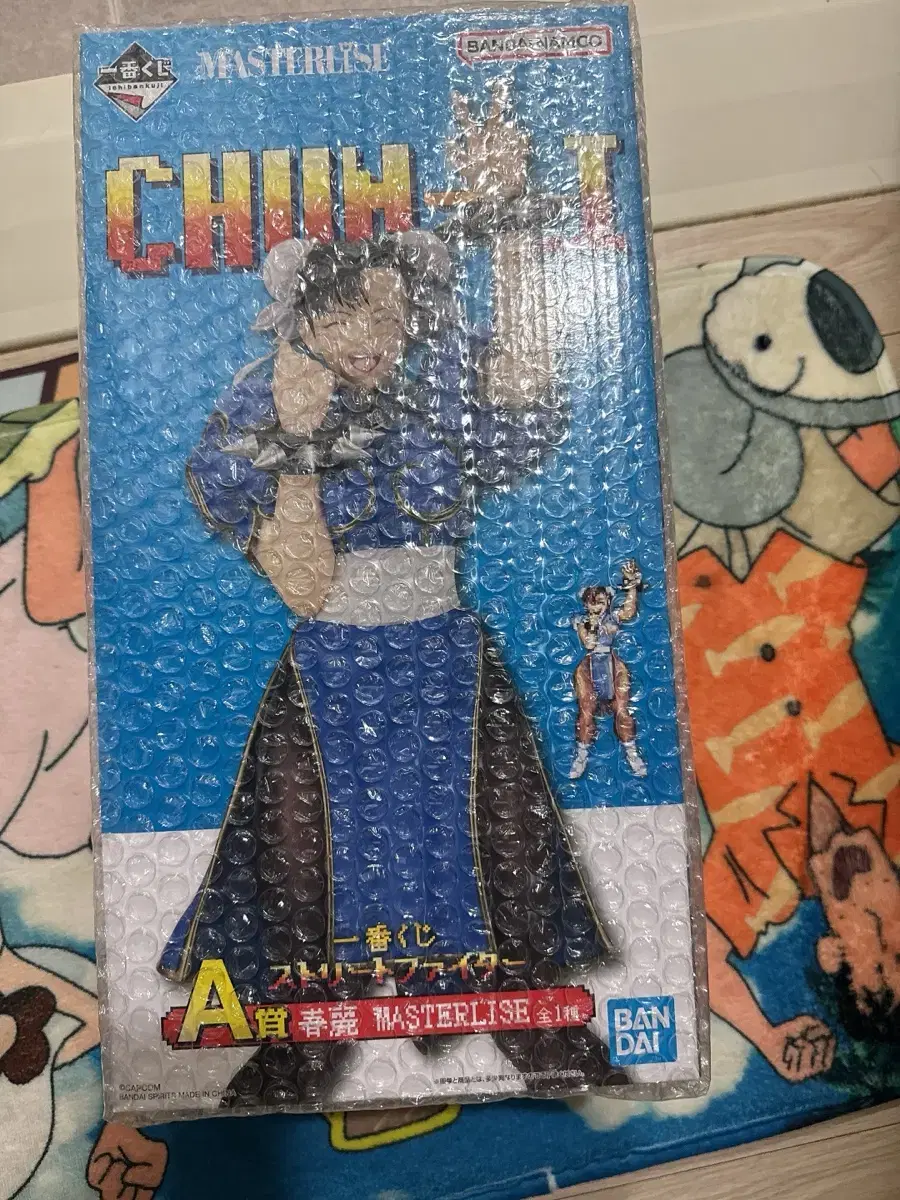 一番くじ
ichibankuji
MASTERLISE
BANDAI NAMCO
CHUN-LI
一番くじ
ストリートファイター
A賞 春麗 MASTERLISE 全1種
BAN
DAI
©CAPCOM
BANDAI SPIRITS MADE IN CHINA